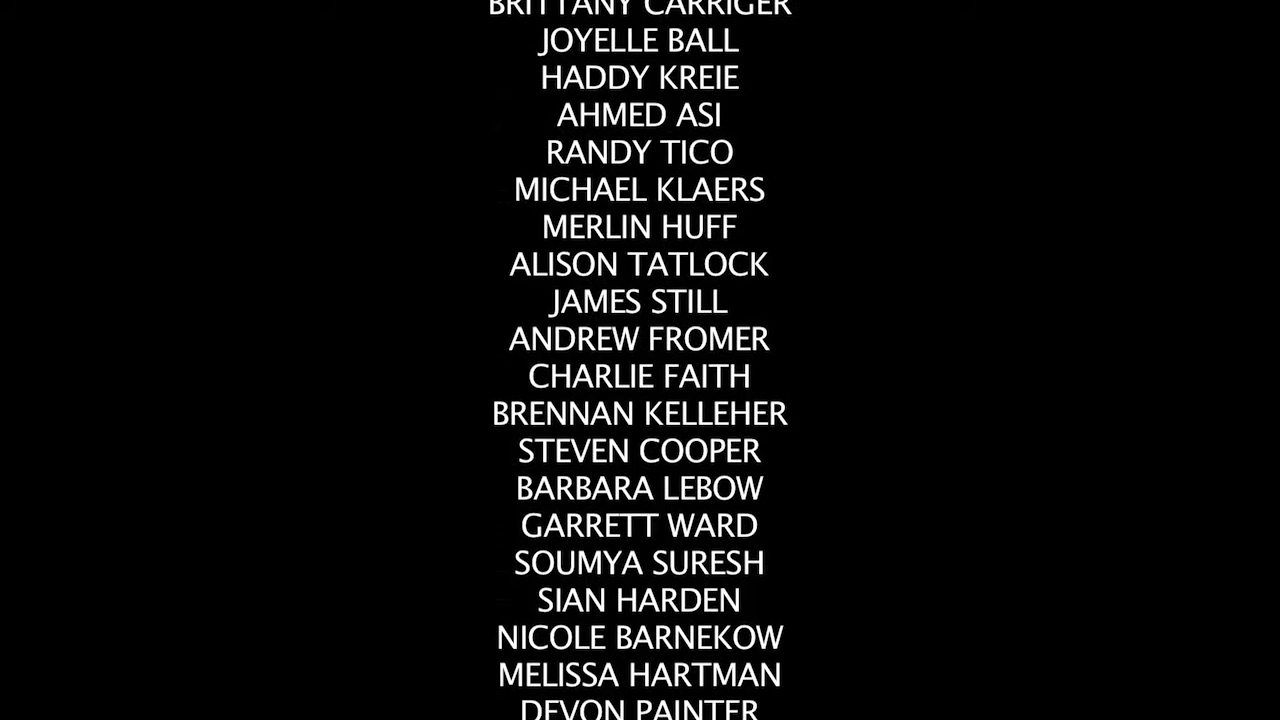 BRITTANY CARRIGER
JOYELLE BALL
HADDY KREIE
AHMED ASI
RANDY TICO
MICHAEL KLAERS
MERLIN HUFF
ALISON TATLOCK
JAMES STILL
ANDREW FROMER
CHARLIE FAITH
BRENNAN KELLEHER
STEVEN COOPER
BARBARA LEBOW
GARRETT WARD
SOUMYA SURESH
SIAN HARDEN
NICOLE BARNEKOW
MELISSA HARTMAN
DEVON PAINTER